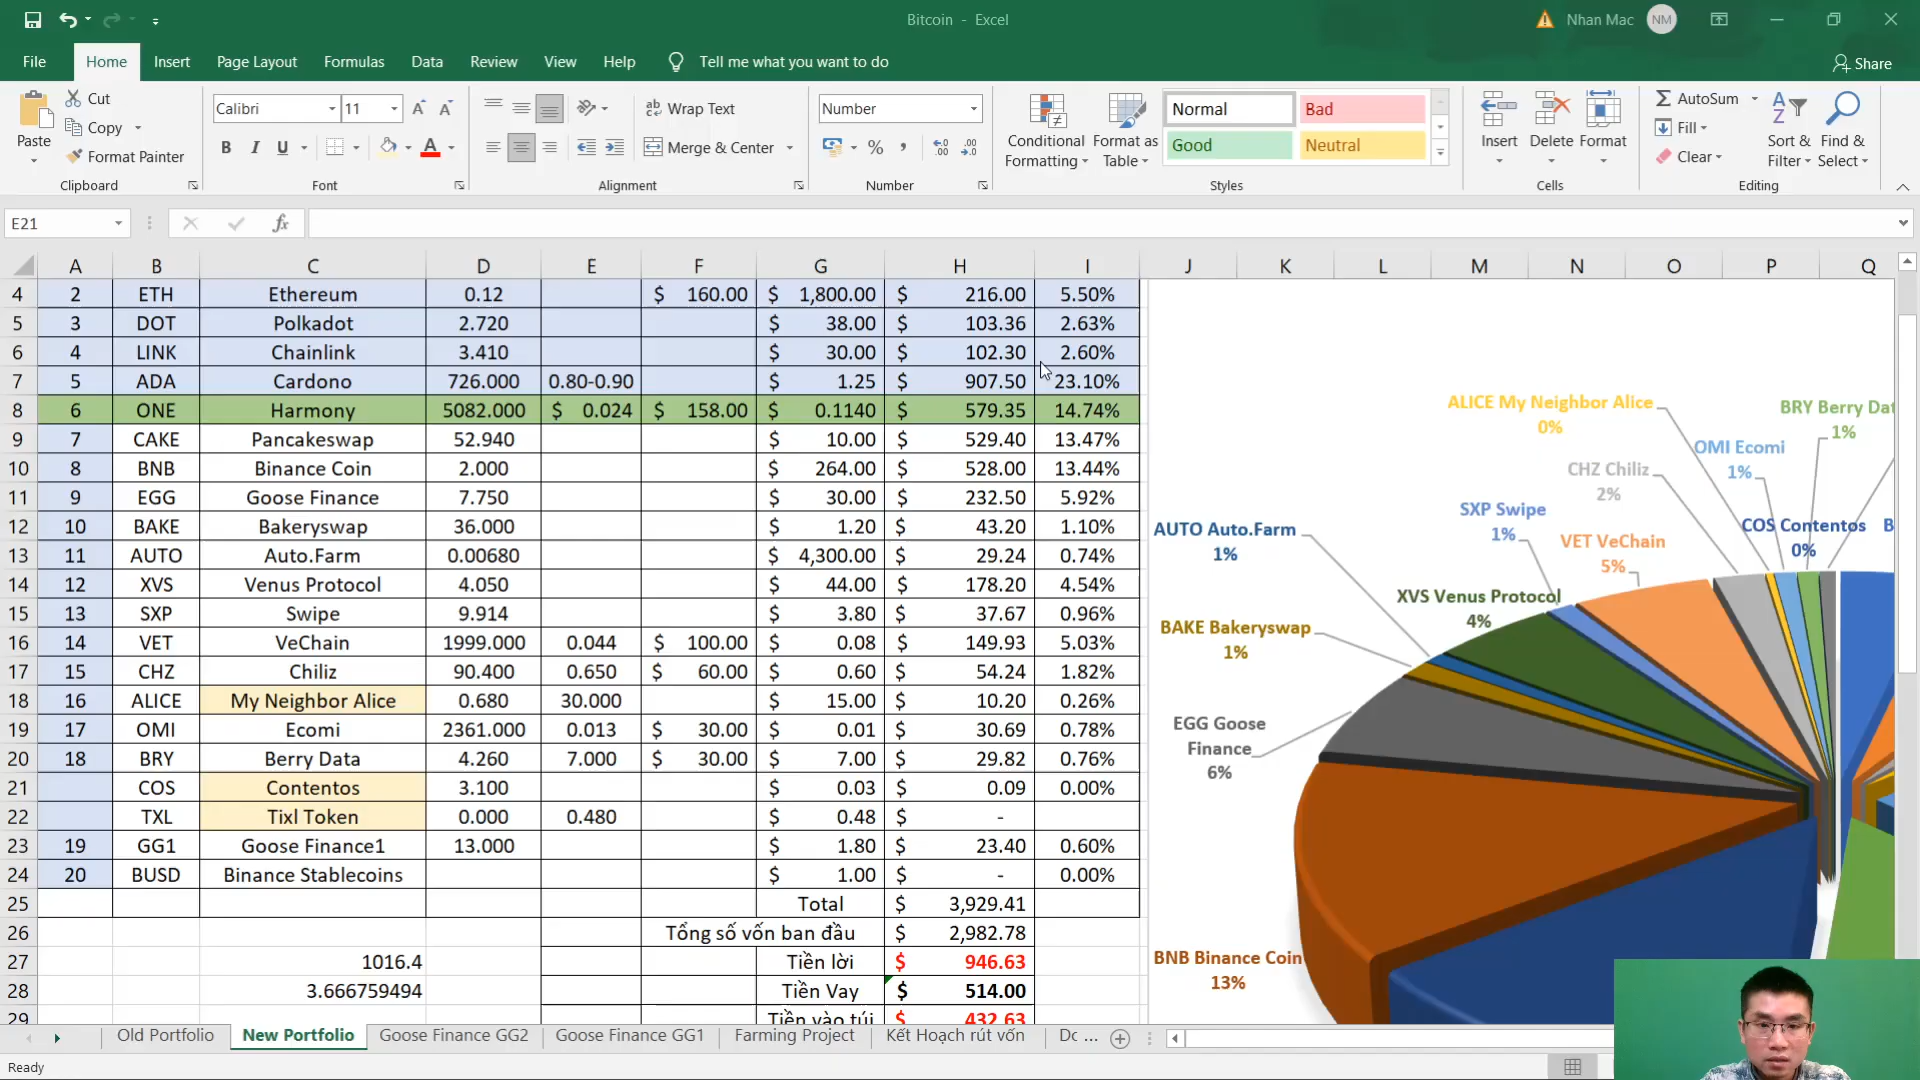 Bitcoin - Excel
Nhan Mac
NM
File Home Insert Page Layout Formulas Data Review View Help Tell me what you want to do
Share
Paste
Cut
Copy
Format Painter
Clipboard
Calibri 11
B I U
Font
Wrap Text
Merge & Center
Alignment
Number
% ,
Number
Conditional Formatting
Format as Table
Normal Bad
Good Neutral
Styles
Insert Delete Format
Cells
AutoSum
Fill
Clear
Sort & Filter
Find & Select
Editing
E21
fx
A B C D E F G H I J K L M N O P Q
4 2 ETH Ethereum 0.12 $ 160.00 $ 1,800.00 $ 216.00 5.50%
5 3 DOT Polkadot 2.720 $ 38.00 $ 103.36 2.63%
6 4 LINK Chainlink 3.410 $ 30.00 $ 102.30 2.60%
7 5 ADA Cardono 726.000 0.80-0.90 $ 1.25 $ 907.50 23.10%
8 6 ONE Harmony 5082.000 $ 0.024 $ 158.00 $ 0.1140 $ 579.35 14.74%
9 7 CAKE Pancakeswap 52.940 $ 10.00 $ 529.40 13.47%
10 8 BNB Binance Coin 2.000 $ 264.00 $ 528.00 13.44%
11 9 EGG Goose Finance 7.750 $ 30.00 $ 232.50 5.92%
12 10 BAKE Bakeryswap 36.000 $ 1.20 $ 43.20 1.10%
13 11 AUTO Auto.Farm 0.00680 $ 4,300.00 $ 29.24 0.74%
14 12 XVS Venus Protocol 4.050 $ 44.00 $ 178.20 4.54%
15 13 SXP Swipe 9.914 $ 3.80 $ 37.67 0.96%
16 14 VET VeChain 1999.000 0.044 $ 100.00 $ 0.08 $ 149.93 5.03%
17 15 CHZ Chiliz 90.400 0.650 $ 60.00 $ 0.60 $ 54.24 1.82%
18 16 ALICE My Neighbor Alice 0.680 30.000 $ 15.00 $ 10.20 0.26%
19 17 OMI Ecomi 2361.000 0.013 $ 30.00 $ 0.01 $ 30.69 0.78%
20 18 BRY Berry Data 4.260 7.000 $ 30.00 $ 7.00 $ 29.82 0.76%
21 COS Contentos 3.100 $ 0.03 $ 0.09 0.00%
22 TXL Tixl Token 0.000 0.480 $ 0.48 $ -
23 19 GG1 Goose Finance1 13.000 $ 1.80 $ 23.40 0.60%
24 20 BUSD Binance Stablecoins $ 1.00 $ - 0.00%
25 Total $ 3,929.41
26 Tổng số vốn ban đầu $ 2,982.78
27 1016.4 Tiền lời $ 946.63
28 3.666759494 Tiền Vay $ 514.00
29 Tiền vào túi $ 432.63
ALICE My Neighbor Alice
0%
BRY Berry Dat
1%
OMI Ecomi
1%
CHZ Chiliz
2%
SXP Swipe
1%
COS Contentos
0%
B
AUTO Auto.Farm
1%
VET VeChain
5%
XVS Venus Protocol
4%
BAKE Bakeryswap
1%
EGG Goose
Finance
6%
BNB Binance Coin
13%
Old Portfolio New Portfolio Goose Finance GG2 Goose Finance GG1 Farming Project Kết Hoạch rút vốn Dc ...
Ready